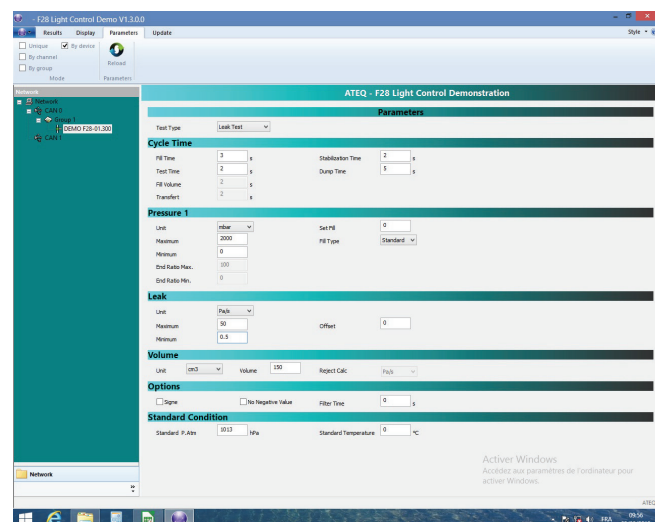 - F28 Light Control Demo V1.3.0.0
Results Display Parameters Update Style
Unique By device
By channel
By group
Reload
Mode Parameters
Network
ATEQ - F28 Light Control Demonstration
Network
CAN 0
Group 1
DEMO F28-01.300
CAN 1
Parameters
Test Type Leak Test
Cycle Time
Fill Time 3 s Stabilization Time 2 s
Test Time 2 s Dump Time 5 s
Fill Volume 2 s
Transfert 2 s
Pressure 1
Unit mbar Set Fill 0
Maximum 2000 Fill Type Standard
Minimum 0
End Ratio Max. 100
End Ratio Min. 0
Leak
Unit Pa/s
Maximum 50 Offset 0
Minimum 0.5
Volume
Unit cm3 Volume 150 Reject Calc Pa/s
Options
Signe No Negative Value Filter Time 0 s
Standard Condition
Standard P.Atm 1013 hPa Standard Temperature 0 °C
Activer Windows
Accédez aux paramètres de l'ordinateur pour
activer Windows.
Network
ATEQ
FRA 09:56